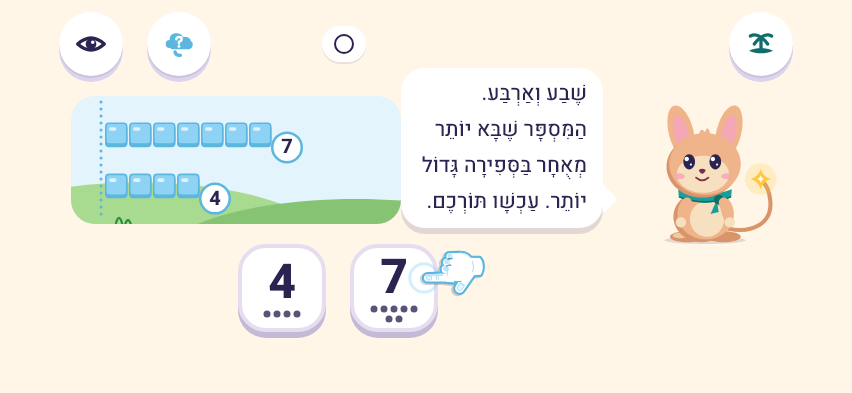 שֶׁבַע וְאַרְבַּע.
הַמִּסְפָּר שֶׁבָּא יוֹתֵר
מְאֻחָר בַּסְּפִירָה גָּדוֹל
יוֹתֵר. עַכְשָׁו תּוֹרְכֶם.
7
4
4
7
?